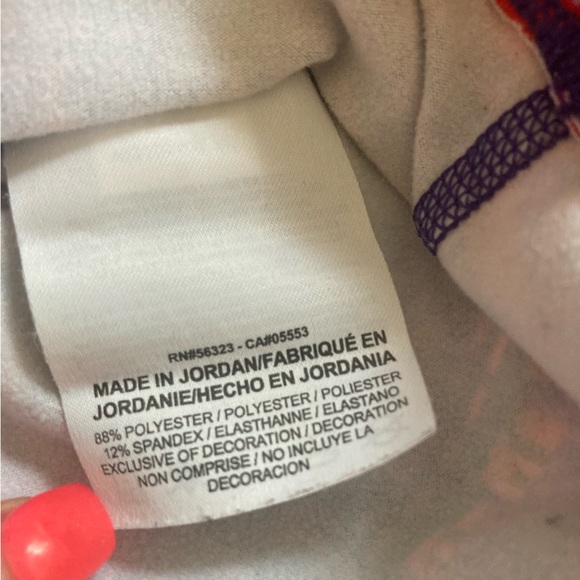 RN#56323 - CA#05553
MADE IN JORDAN/FABRIQUÉ EN
JORDANIE/HECHO EN JORDANIA
88% POLYESTER / POLYESTER / POLIESTER
12% SPANDEX / ELASTHANNE / ELASTANO
EXCLUSIVE OF DECORATION / DECORATION
NON COMPRISE / NO INCLUYE LA
DECORACION